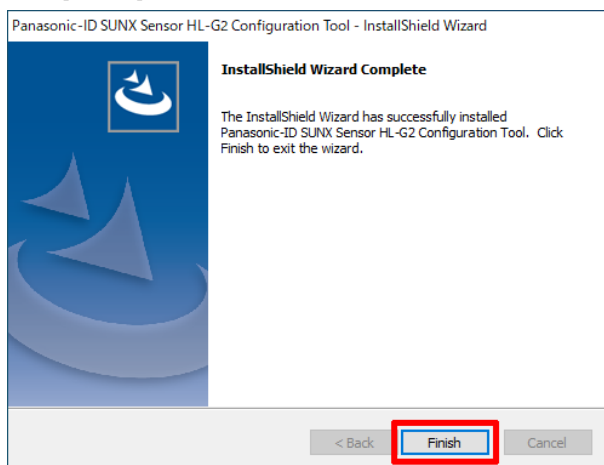 Panasonic-ID SUNX Sensor HL-G2 Configuration Tool - InstallShield Wizard
InstallShield Wizard Complete
The InstallShield Wizard has successfully installed
Panasonic-ID SUNX Sensor HL-G2 Configuration Tool. Click
Finish to exit the wizard.
< Back
Finish
Cancel